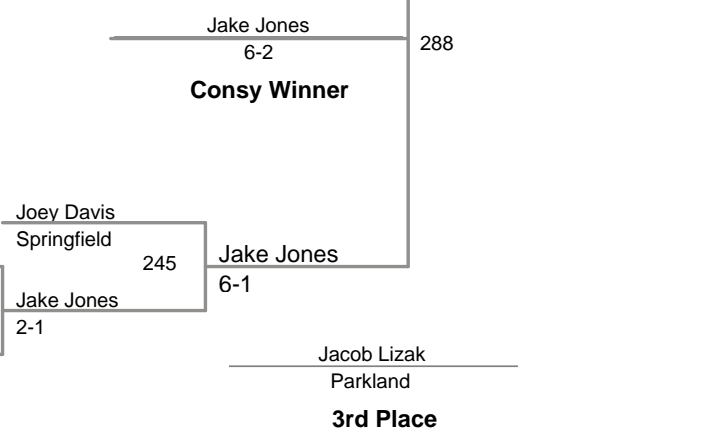 Jake Jones
6-2
288
Consy Winner
Joey Davis
Springfield
245
Jake Jones
6-1
Jake Jones
2-1
Jacob Lizak
Parkland
3rd Place